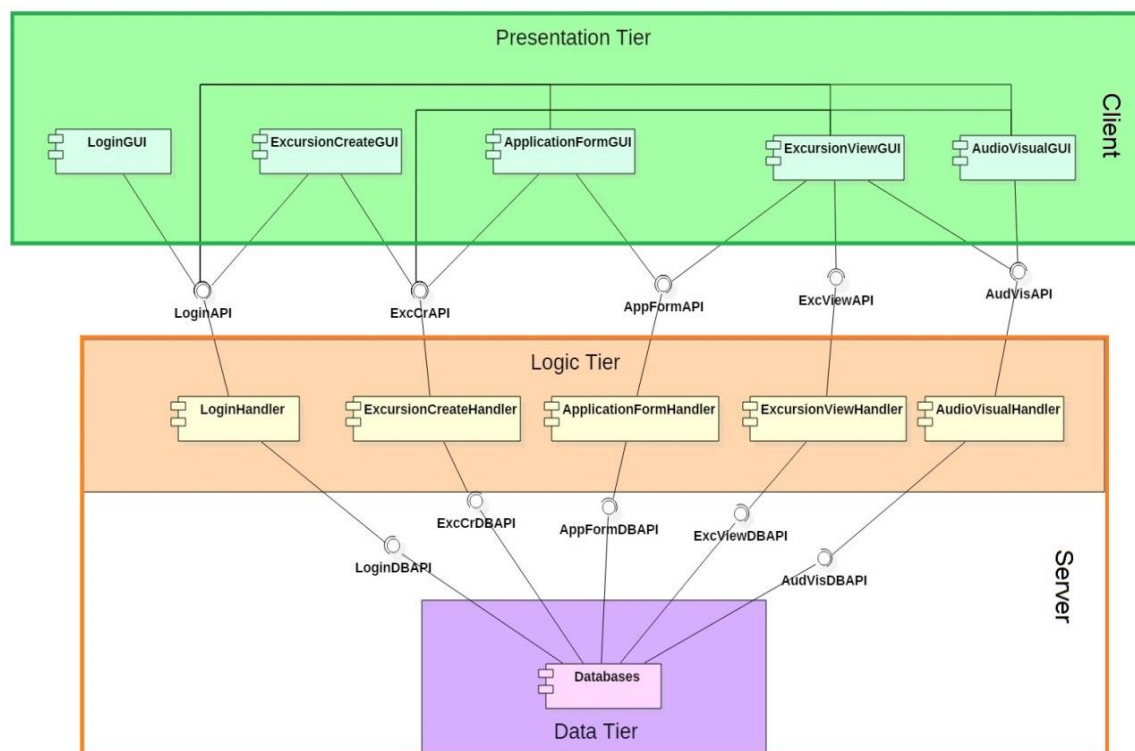 Presentation Tier
Client
LoginGUI
ExcursionCreateGUI
ApplicationFormGUI
ExcursionViewGUI
AudioVisualGUI
LoginAPI
ExcCrAPI
AppFormAPI
ExcViewAPI
AudVisAPI
Logic Tier
LoginHandler
ExcursionCreateHandler
ApplicationFormHandler
ExcursionViewHandler
AudioVisualHandler
LoginDBAPI
ExcCrDBAPI
AppFormDBAPI
ExcViewDBAPI
AudVisDBAPI
Server
Databases
Data Tier